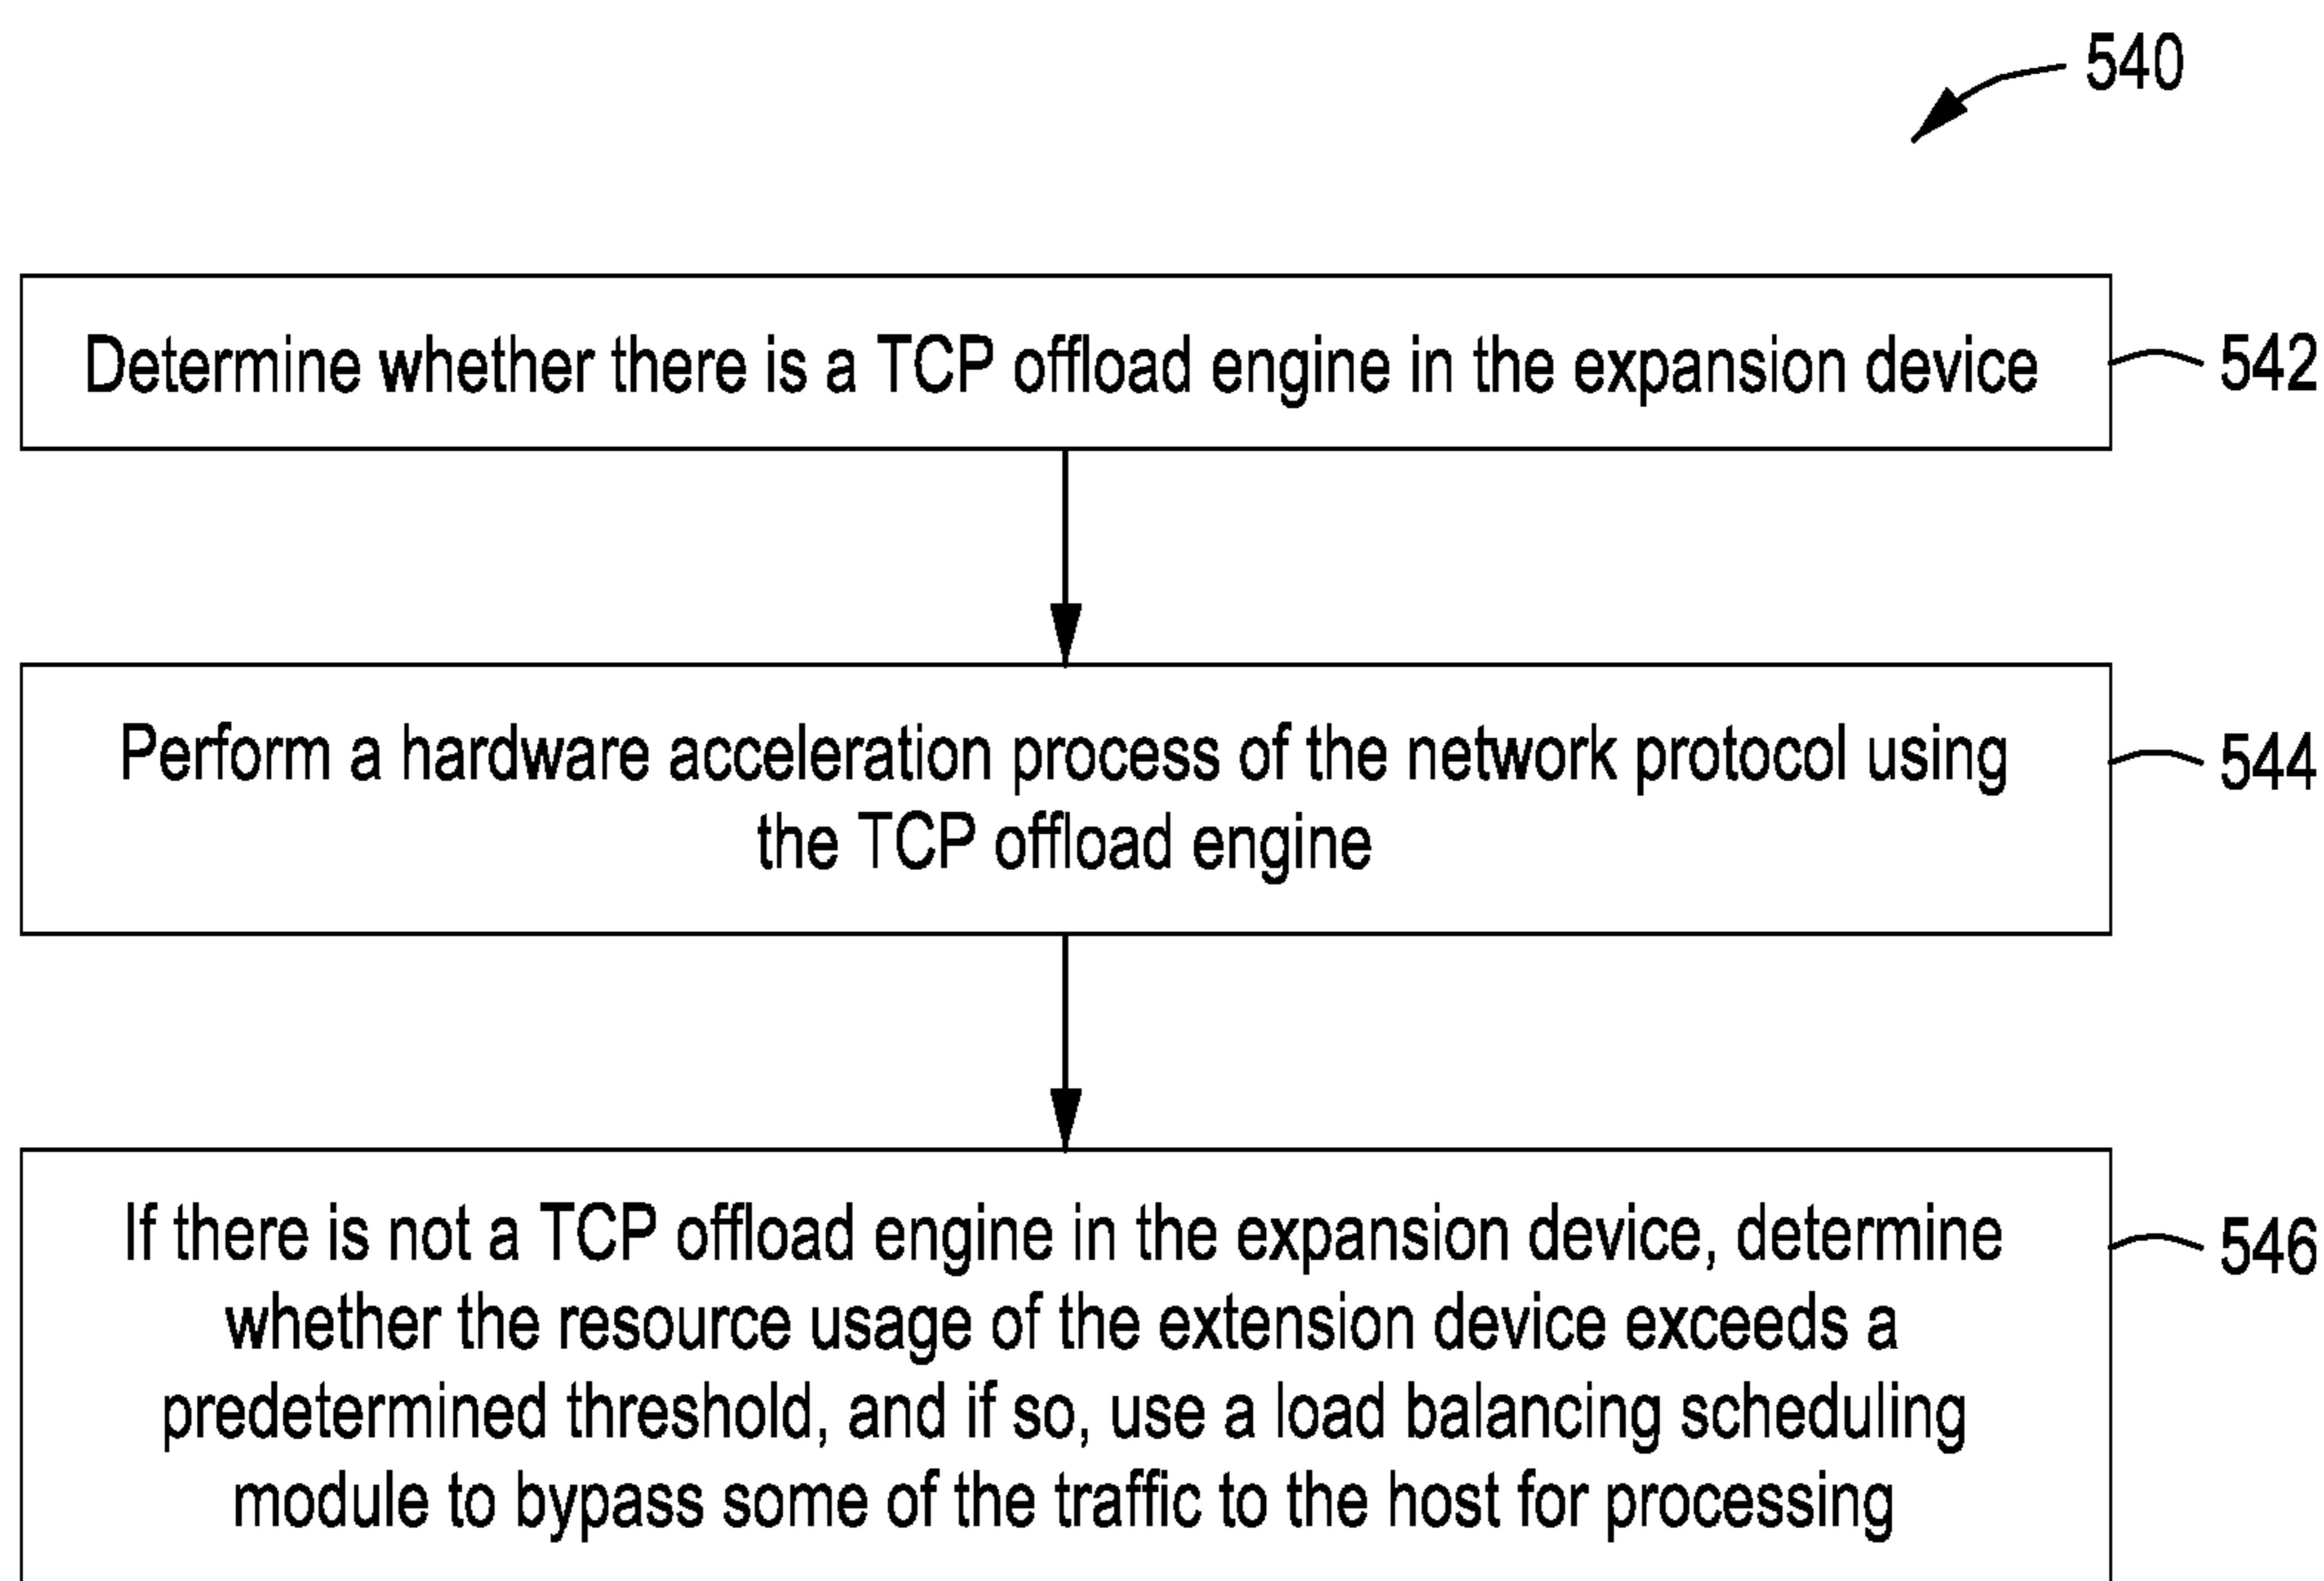 540
Determine whether there is a TCP offload engine in the expansion device
542
Perform a hardware acceleration process of the network protocol using
the TCP offload engine
544
If there is not a TCP offload engine in the expansion device, determine
whether the resource usage of the extension device exceeds a
predetermined threshold, and if so, use a load balancing scheduling
module to bypass some of the traffic to the host for processing
546